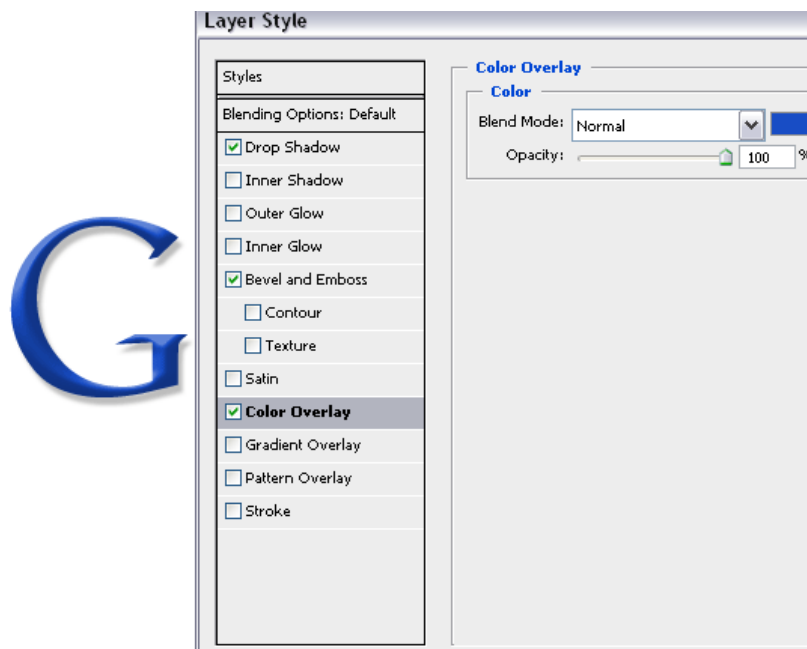 Layer Style
Styles
Blending Options: Default
Drop Shadow
Inner Shadow
Outer Glow
Inner Glow
Bevel and Emboss
Contour
Texture
Satin
Color Overlay
Gradient Overlay
Pattern Overlay
Stroke
Color Overlay
Color
Blend Mode: Normal
Opacity: 100 %
G